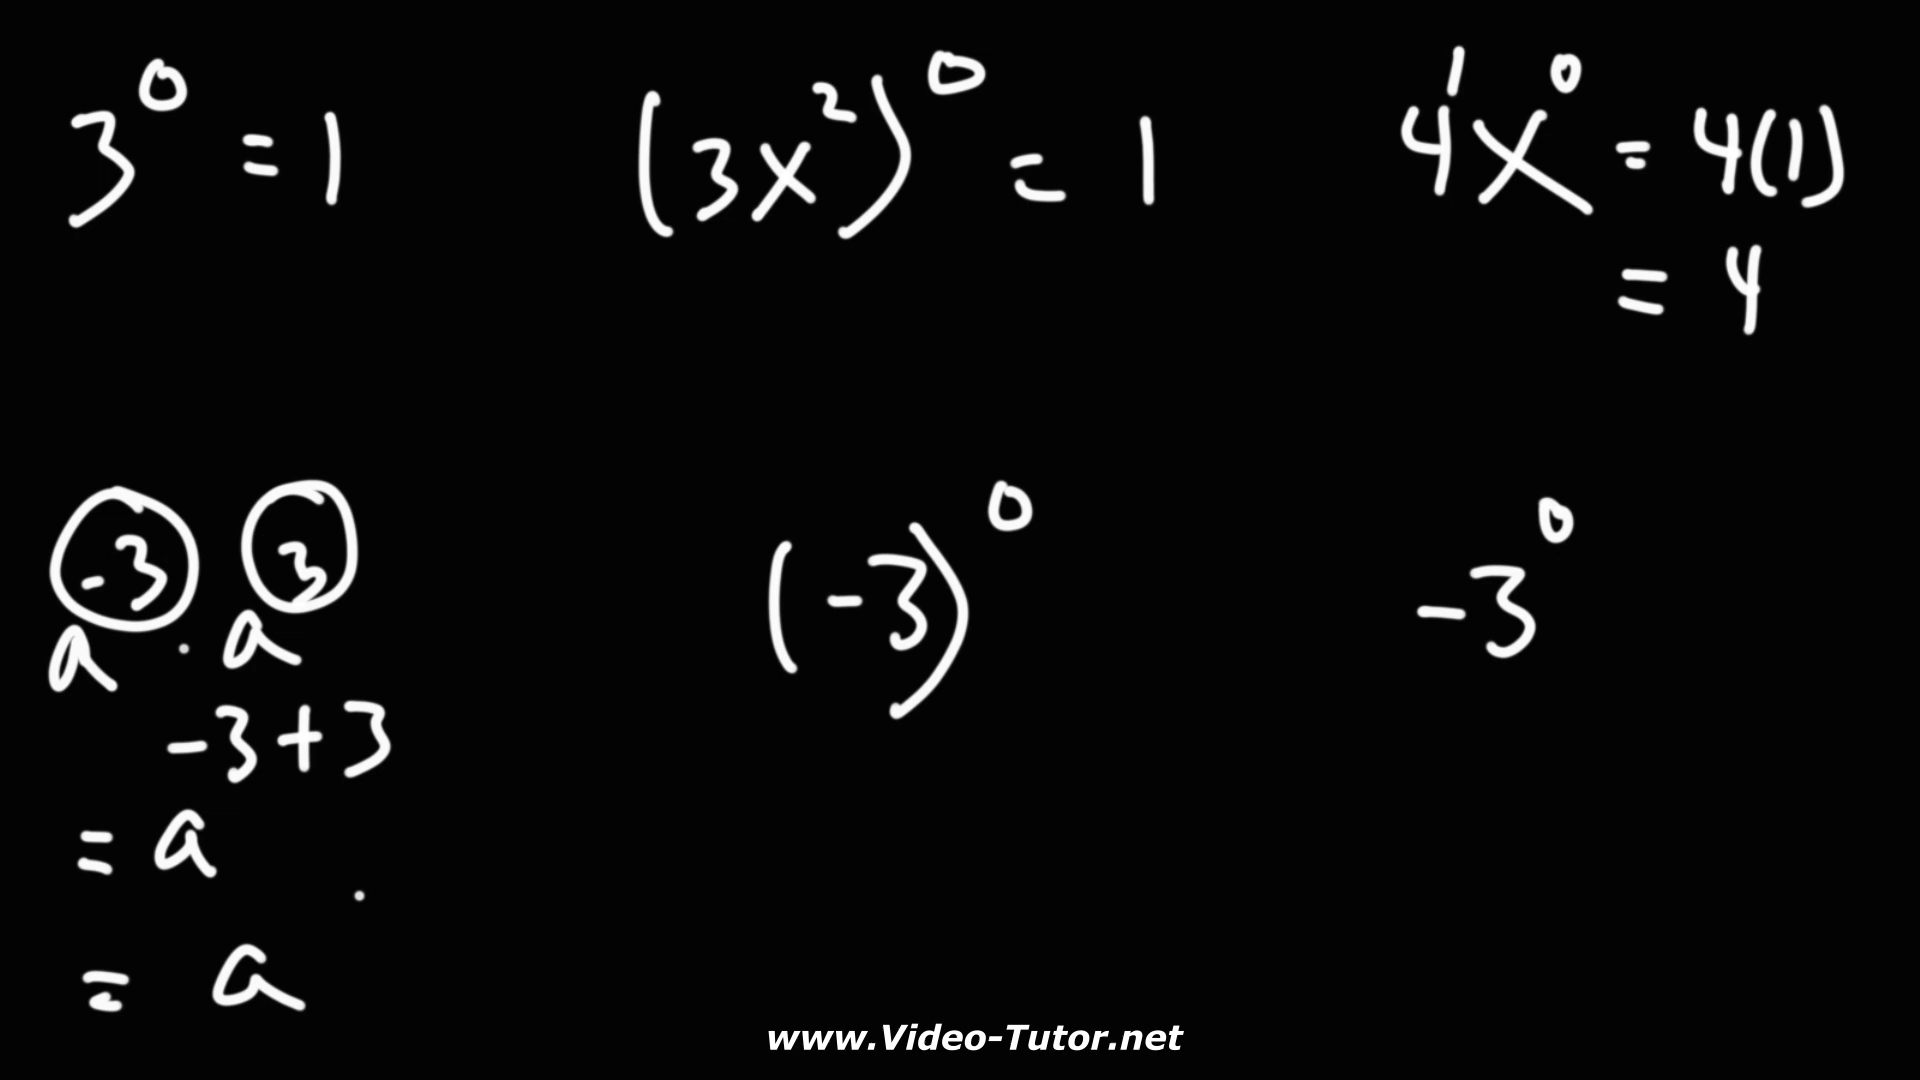 3⁰ = 1
(3x²)⁰ = 1
4¹x⁰ = 4(1)
= 4
a⁻³ · a³
= a⁻³⁺³
= a
(-3)⁰
-3⁰
www.Video-Tutor.net